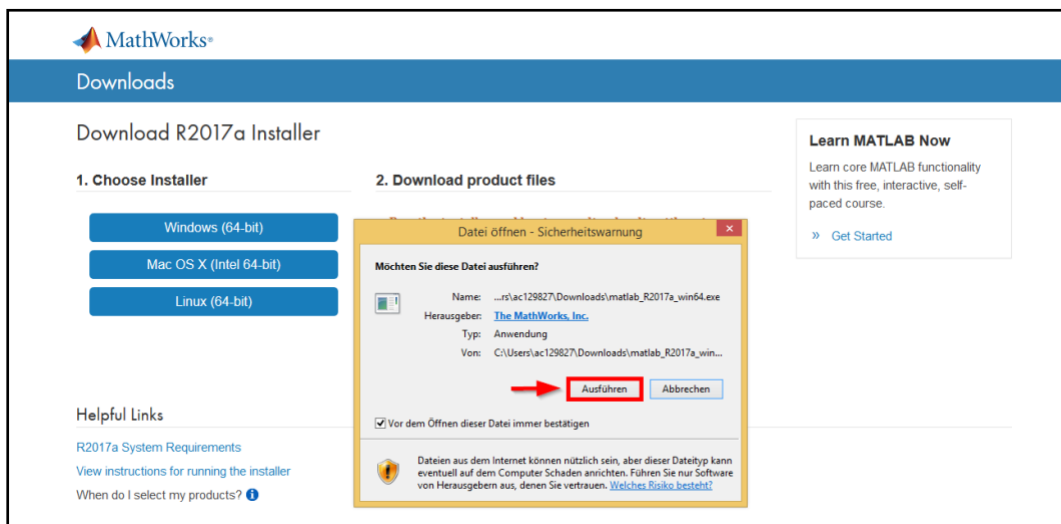 MathWorks®
Downloads
Download R2017a Installer
1. Choose Installer
Windows (64-bit)
Mac OS X (Intel 64-bit)
Linux (64-bit)
2. Download product files
Learn MATLAB Now
Learn core MATLAB functionality
with this free, interactive, self-
paced course.
» Get Started
Datei öffnen - Sicherheitswarnung
Möchten Sie diese Datei ausführen?
Name: ...rs\ac129827\Downloads\matlab_R2017a_win64.exe
Herausgeber: The MathWorks, Inc.
Typ: Anwendung
Von: C:\Users\ac129827\Downloads\matlab_R2017a_win...
Ausführen Abbrechen
Vor dem Öffnen dieser Datei immer bestätigen
Dateien aus dem Internet können nützlich sein, aber dieser Dateityp kann
eventuell auf dem Computer Schaden anrichten. Führen Sie nur Software
von Herausgebern aus, denen Sie vertrauen. Welches Risiko besteht?
Helpful Links
R2017a System Requirements
View instructions for running the installer
When do I select my products?